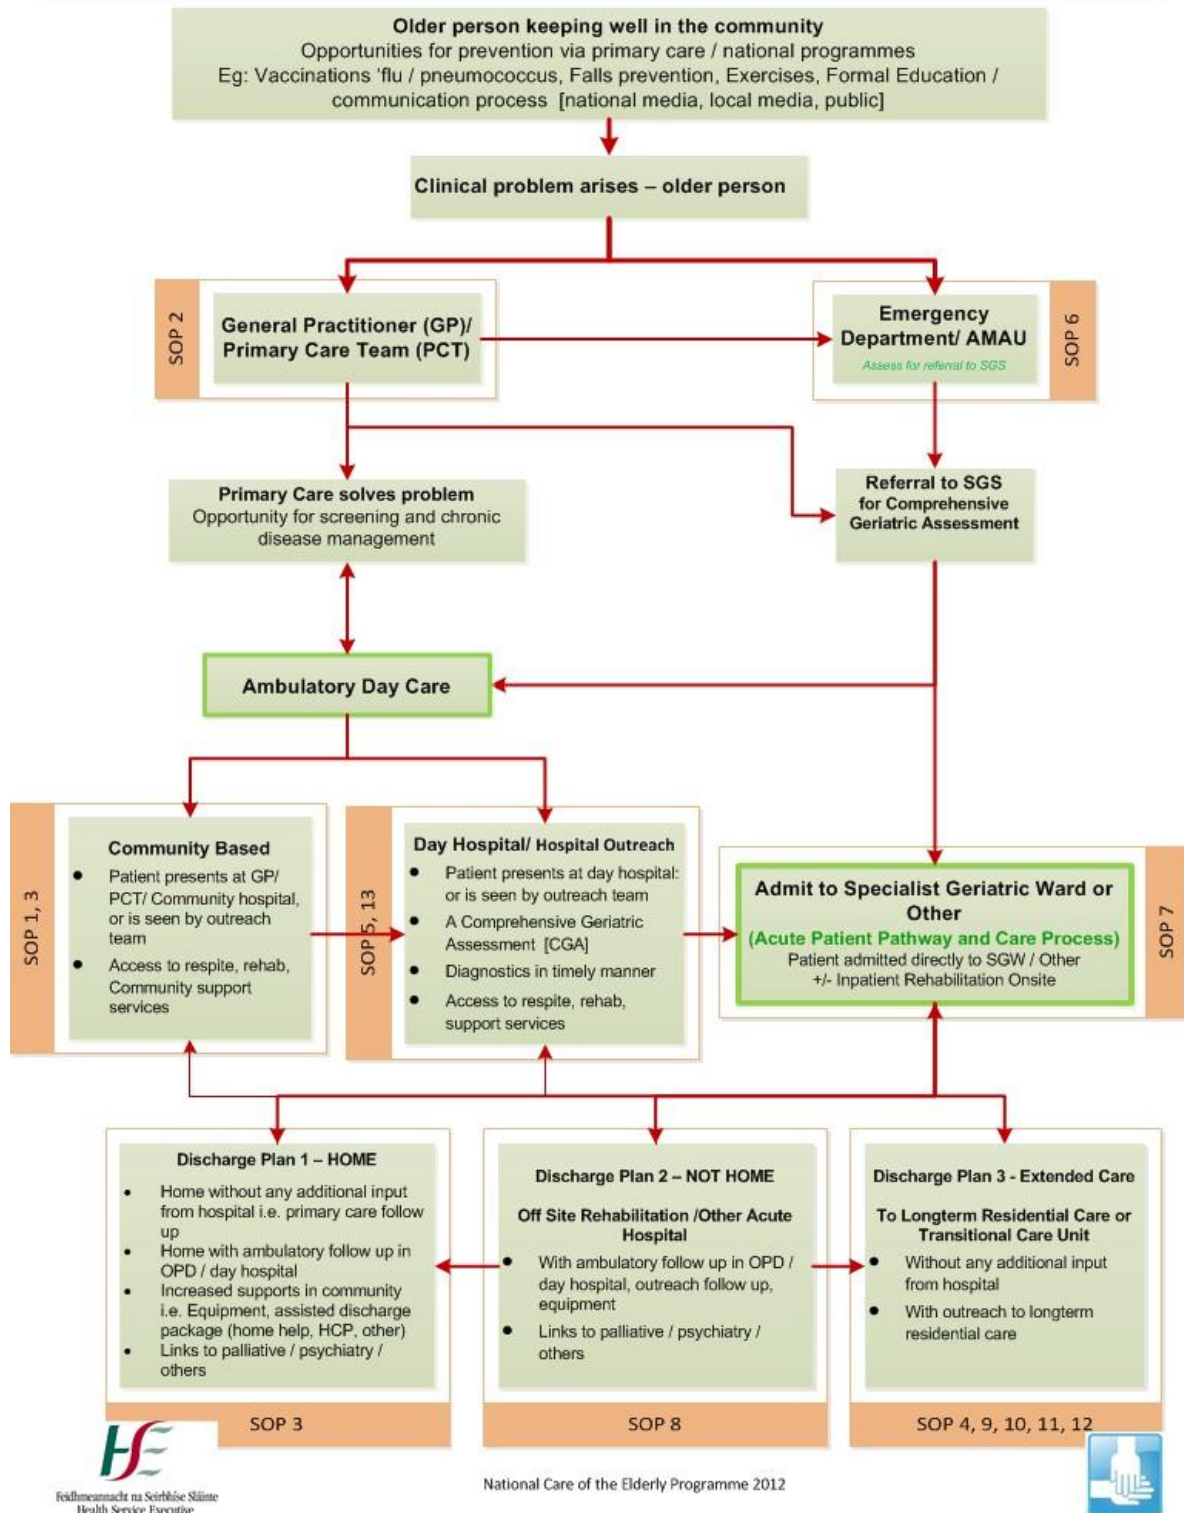 Older person keeping well in the community
Opportunities for prevention via primary care / national programmes
Eg: Vaccinations 'flu / pneumococcus, Falls prevention, Exercises, Formal Education /
communication process [national media, local media, public]
Clinical problem arises – older person
SOP 2
General Practitioner (GP)/
Primary Care Team (PCT)
Emergency
Department/ AMAU
Assess for referral to SGS
SOP 6
Primary Care solves problem
Opportunity for screening and chronic
disease management
Referral to SGS
for Comprehensive
Geriatric Assessment
Ambulatory Day Care
SOP 1, 3
Community Based
● Patient presents at GP/
PCT/ Community hospital,
or is seen by outreach
team
● Access to respite, rehab,
Community support
services
SOP 5, 13
Day Hospital/ Hospital Outreach
● Patient presents at day hospital:
or is seen by outreach team
● A Comprehensive Geriatric
Assessment [CGA]
● Diagnostics in timely manner
● Access to respite, rehab,
support services
Admit to Specialist Geriatric Ward or
Other
(Acute Patient Pathway and Care Process)
Patient admitted directly to SGW / Other
+/- Inpatient Rehabilitation Onsite
SOP 7
Discharge Plan 1 – HOME
● Home without any additional input
from hospital i.e. primary care follow
up
● Home with ambulatory follow up in
OPD / day hospital
● Increased supports in community
i.e. Equipment, assisted discharge
package (home help, HCP, other)
● Links to palliative / psychiatry /
others
SOP 3
Discharge Plan 2 – NOT HOME
Off Site Rehabilitation /Other Acute
Hospital
● With ambulatory follow up in OPD /
day hospital, outreach follow up,
equipment
● Links to palliative / psychiatry /
others
SOP 8
Discharge Plan 3 - Extended Care
To Longterm Residential Care or
Transitional Care Unit
● Without any additional input
from hospital
● With outreach to longterm
residential care
SOP 4, 9, 10, 11, 12
HSE
Feidhmeannacht na Seirbhíse Sláinte
Health Service Executive
National Care of the Elderly Programme 2012